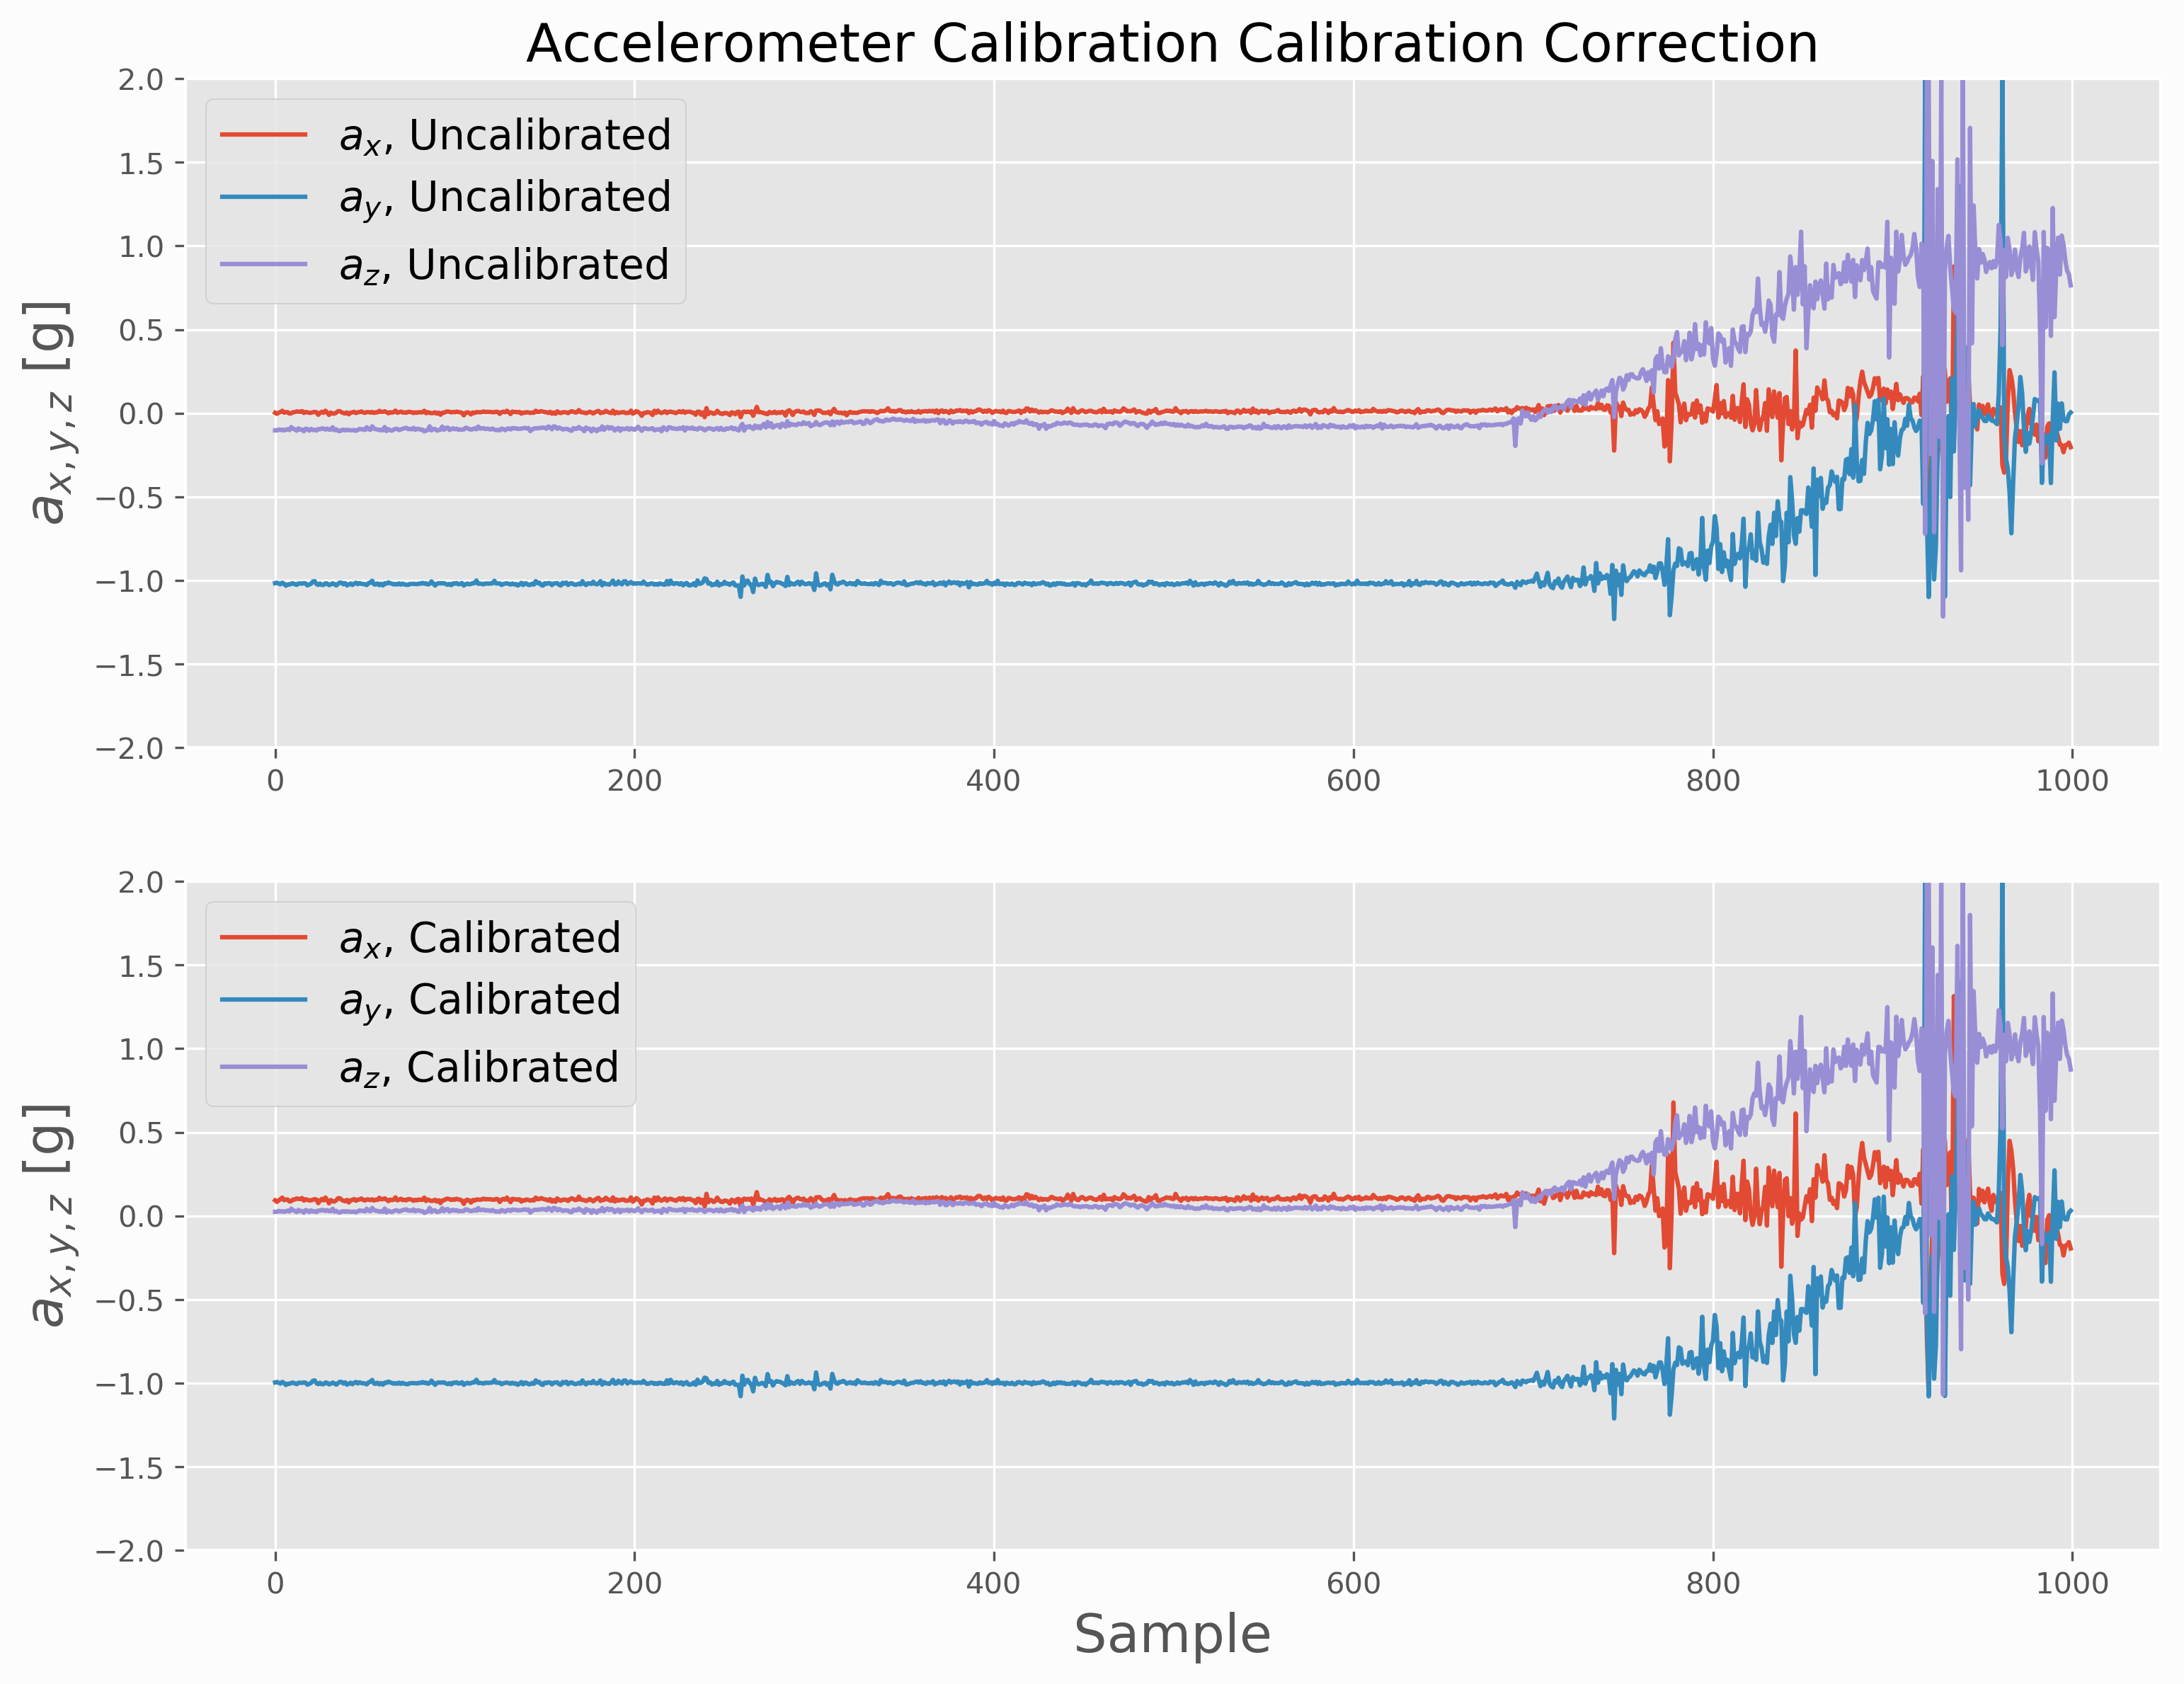 Accelerometer Calibration Calibration Correction
2.0
1.5
1.0
0.5
0.0
−0.5
−1.0
−1.5
−2.0
a_x,y,z [g]
a_x, Uncalibrated
a_y, Uncalibrated
a_z, Uncalibrated
0 200 400 600 800 1000
2.0
1.5
1.0
0.5
0.0
−0.5
−1.0
−1.5
−2.0
a_x,y,z [g]
a_x, Calibrated
a_y, Calibrated
a_z, Calibrated
0 200 400 600 800 1000
Sample